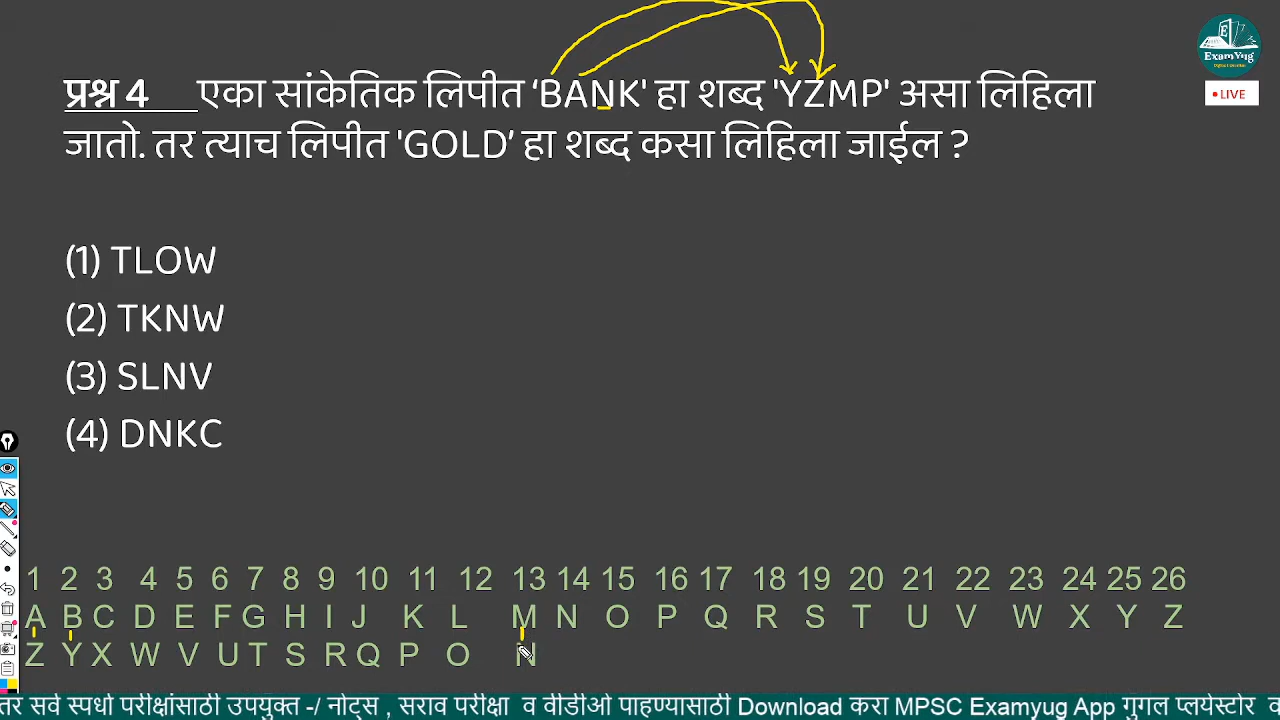 ExamYug
• LIVE
प्रश्न 4 एका सांकेतिक लिपीत ‘BANK' हा शब्द 'YZMP' असा लिहिला
जातो. तर त्याच लिपीत 'GOLD’ हा शब्द कसा लिहिला जाईल ?
(1) TLOW
(2) TKNW
(3) SLNV
(4) DNKC
1 2 3 4 5 6 7 8 9 10 11 12 13 14 15 16 17 18 19 20 21 22 23 24 25 26
A B C D E F G H I J K L M N O P Q R S T U V W X Y Z
Z Y X W V U T S R Q P O N
तर सर्व स्पर्धा परीक्षांसाठी उपयुक्त -/ नोट्स , सराव परीक्षा व वीडीओ पाहण्यासाठी Download करा MPSC Examyug App गुगल प्लेस्टोर